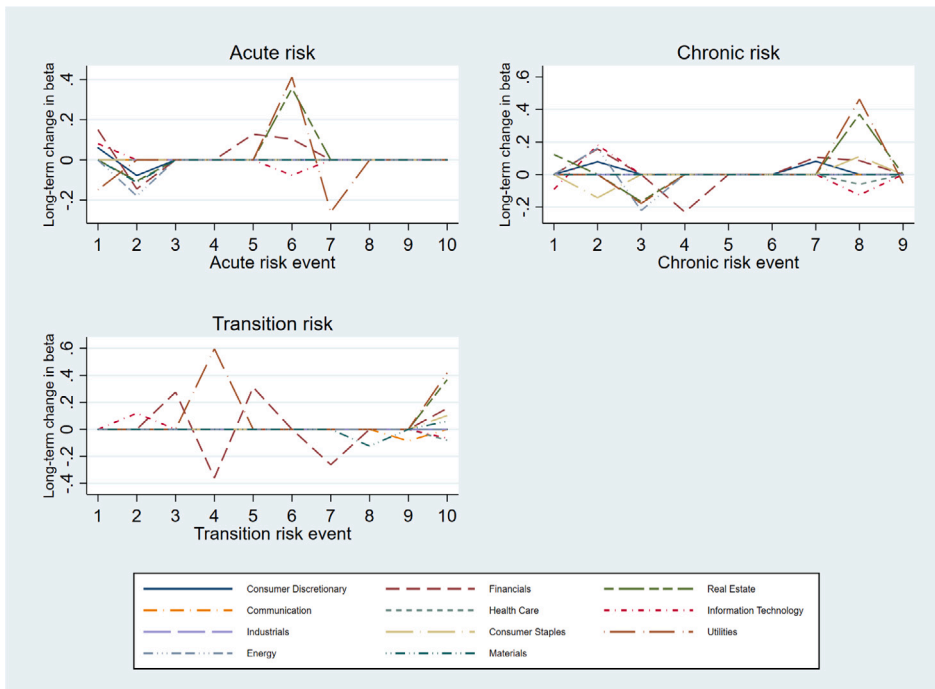 Acute risk
Long-term change in beta
.4
.2
0
-.2
1 2 3 4 5 6 7 8 9 10
Acute risk event
Chronic risk
Long-term change in beta
.6
.4
.2
0
-.2
1 2 3 4 5 6 7 8 9
Chronic risk event
Transition risk
Long-term change in beta
.6
.4
.2
0
-.2
-.4
1 2 3 4 5 6 7 8 9 10
Transition risk event
Consumer Discretionary Financials Real Estate
Communication Health Care Information Technology
Industrials Consumer Staples Utilities
Energy Materials